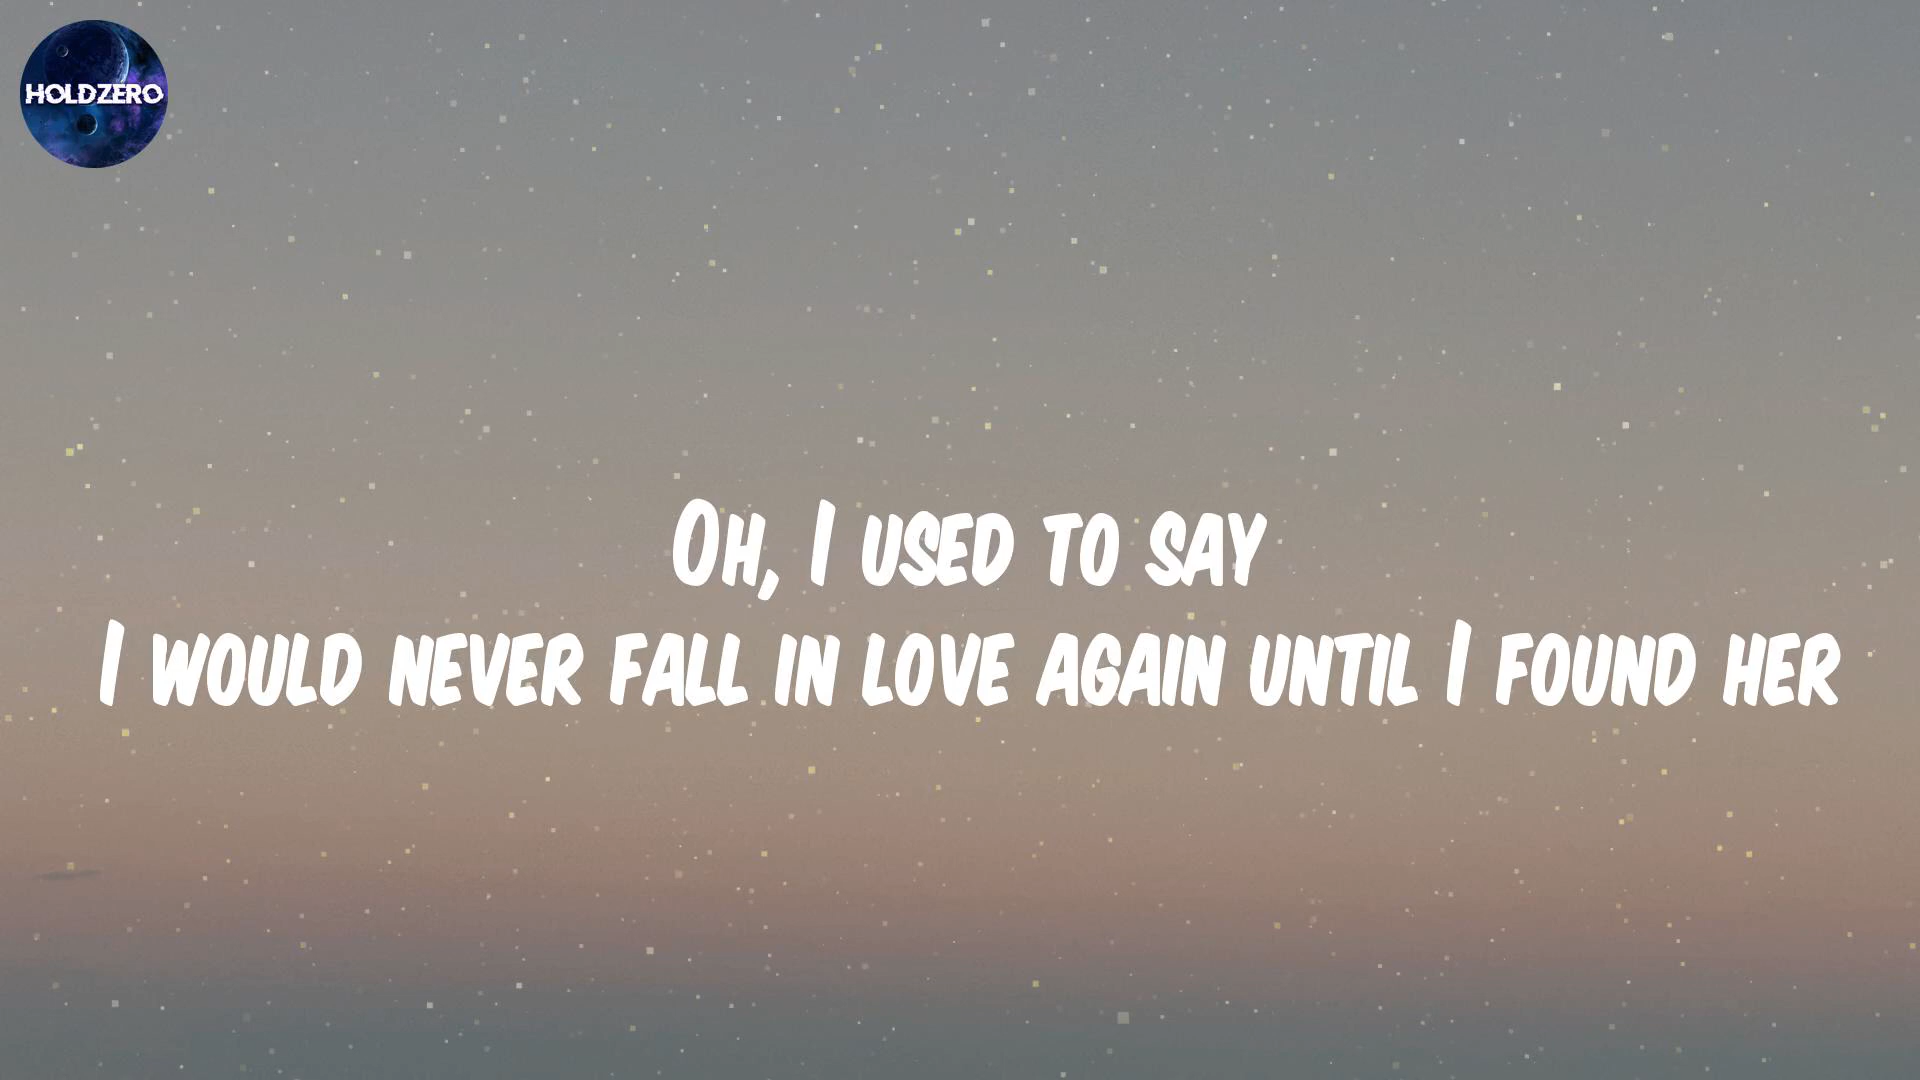 HOLDZERO
Oh, I used to say
I would never fall in love again until I found her